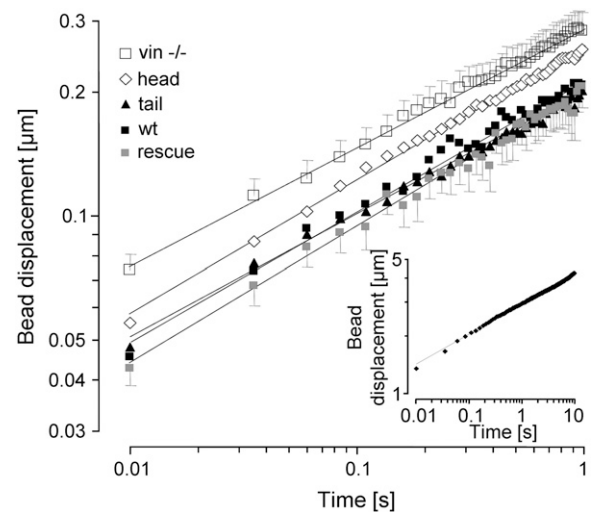 0.3
0.2
0.1
0.05
0.04
0.03
Bead displacement [µm]
vin -/-
head
tail
wt
rescue
5
1
Bead
displacement [µm]
0.01 0.1 1 10
Time [s]
0.01 0.1 1
Time [s]